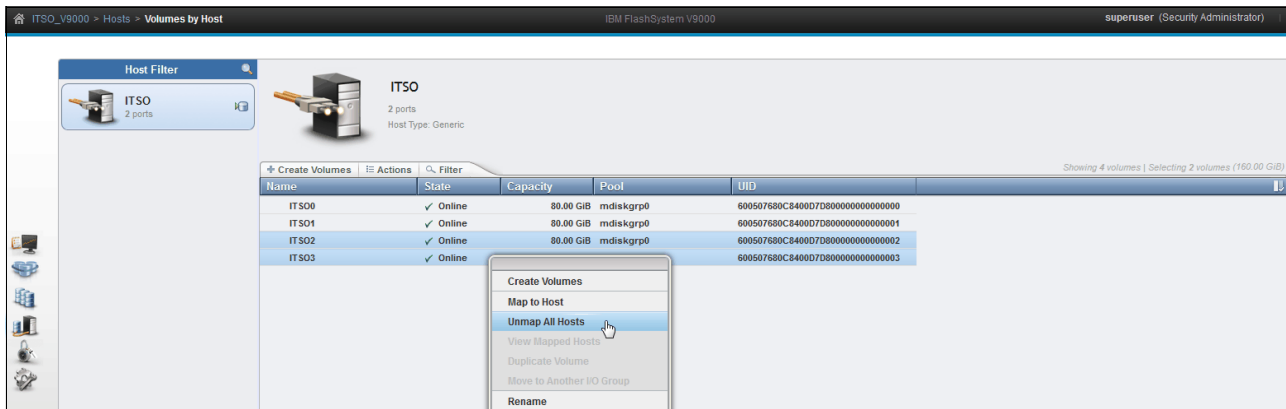 ITSO_V9000 > Hosts > Volumes by Host
IBM FlashSystem V9000
superuser (Security Administrator)
Host Filter
ITSO
2 ports
ITSO
2 ports
Host Type: Generic
Create Volumes Actions Filter
Showing 4 volumes | Selecting 2 volumes (160.00 GiB)
Name State Capacity Pool UID
ITSO0 Online 80.00 GiB mdiskgrp0 600507680C8400D7D800000000000000
ITSO1 Online 80.00 GiB mdiskgrp0 600507680C8400D7D800000000000001
ITSO2 Online 80.00 GiB mdiskgrp0 600507680C8400D7D800000000000002
ITSO3 Online 600507680C8400D7D800000000000003
Create Volumes
Map to Host
Unmap All Hosts
View Mapped Hosts
Duplicate Volume
Move to Another I/O Group
Rename